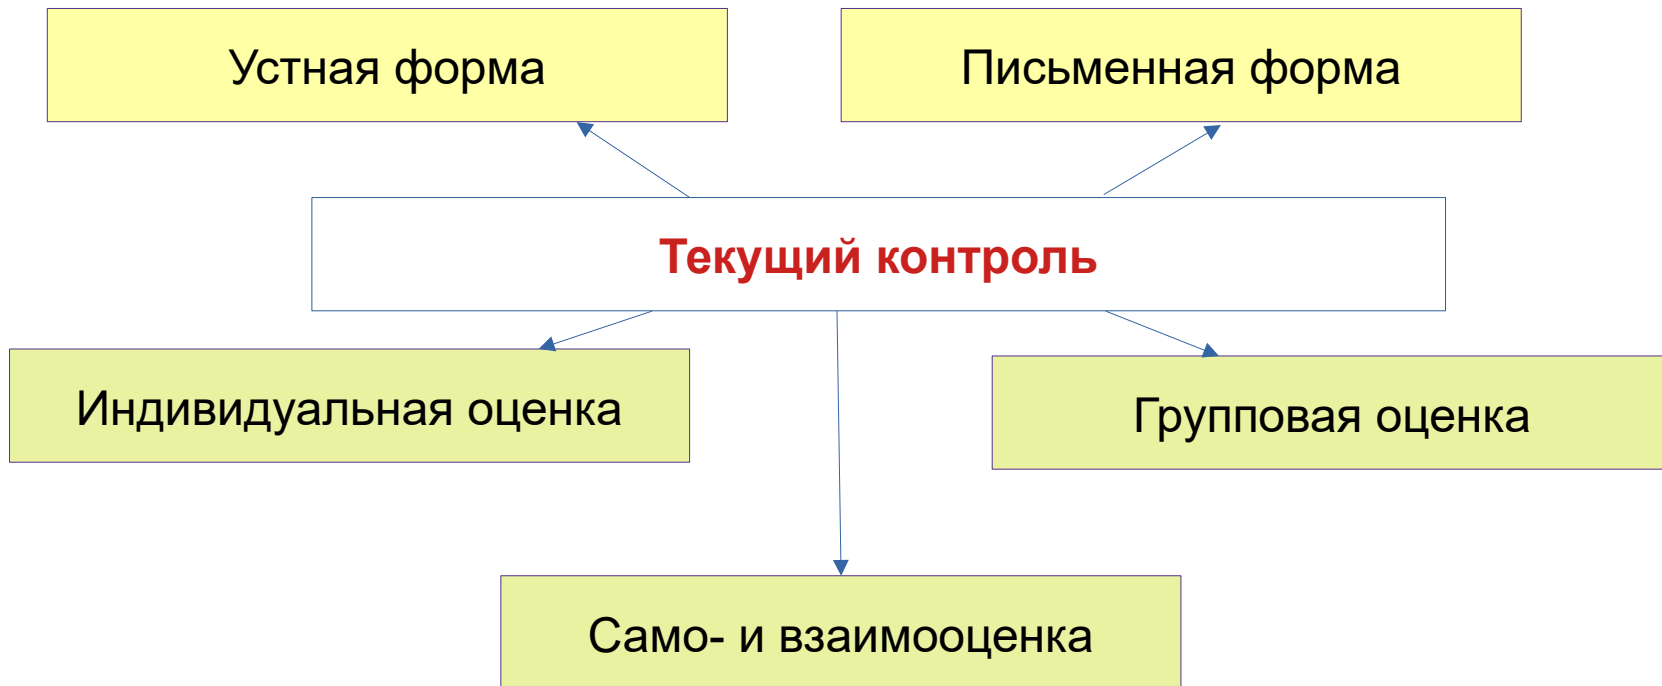 Устная форма
Письменная форма
Текущий контроль
Индивидуальная оценка
Групповая оценка
Само- и взаимооценка